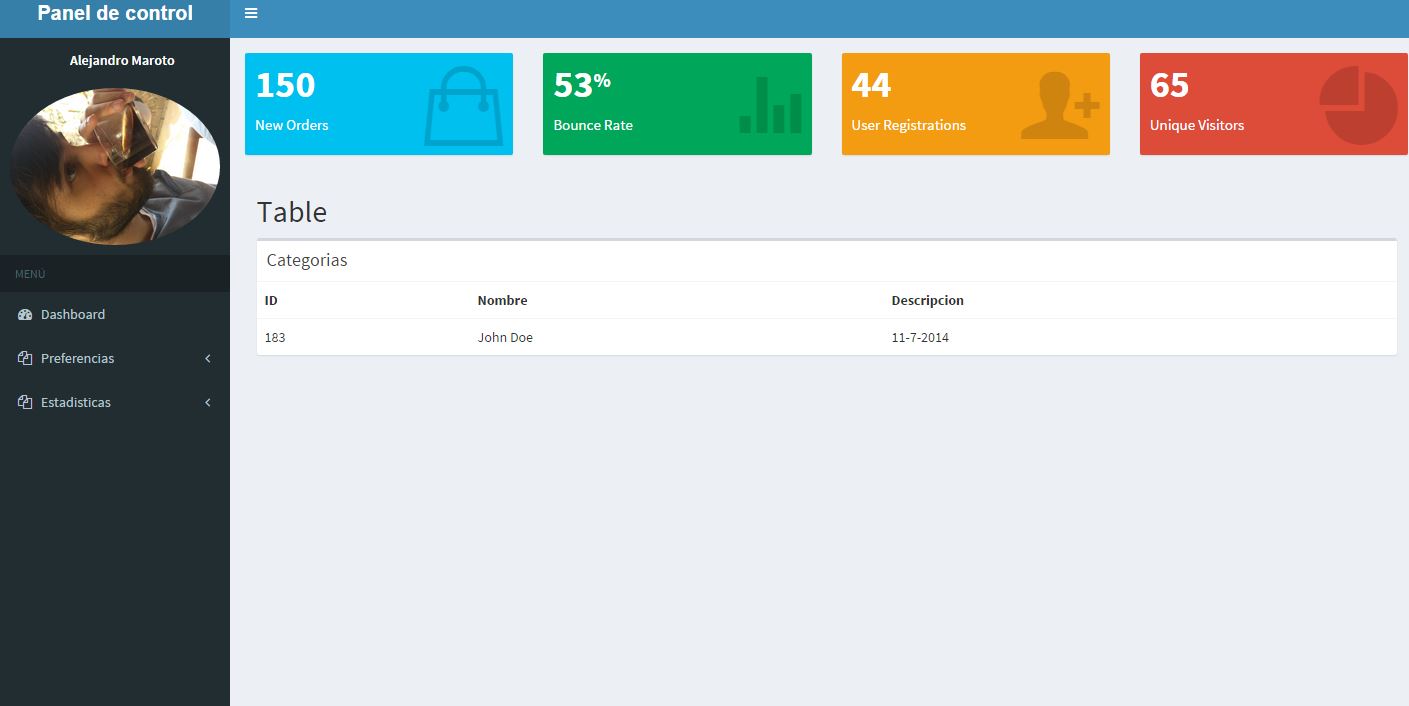 Panel de control
Alejandro Maroto
MENÚ
Dashboard
Preferencias
Estadisticas
150
New Orders
53%
Bounce Rate
44
User Registrations
65
Unique Visitors
Table
Categorias
ID Nombre Descripcion
183 John Doe 11-7-2014